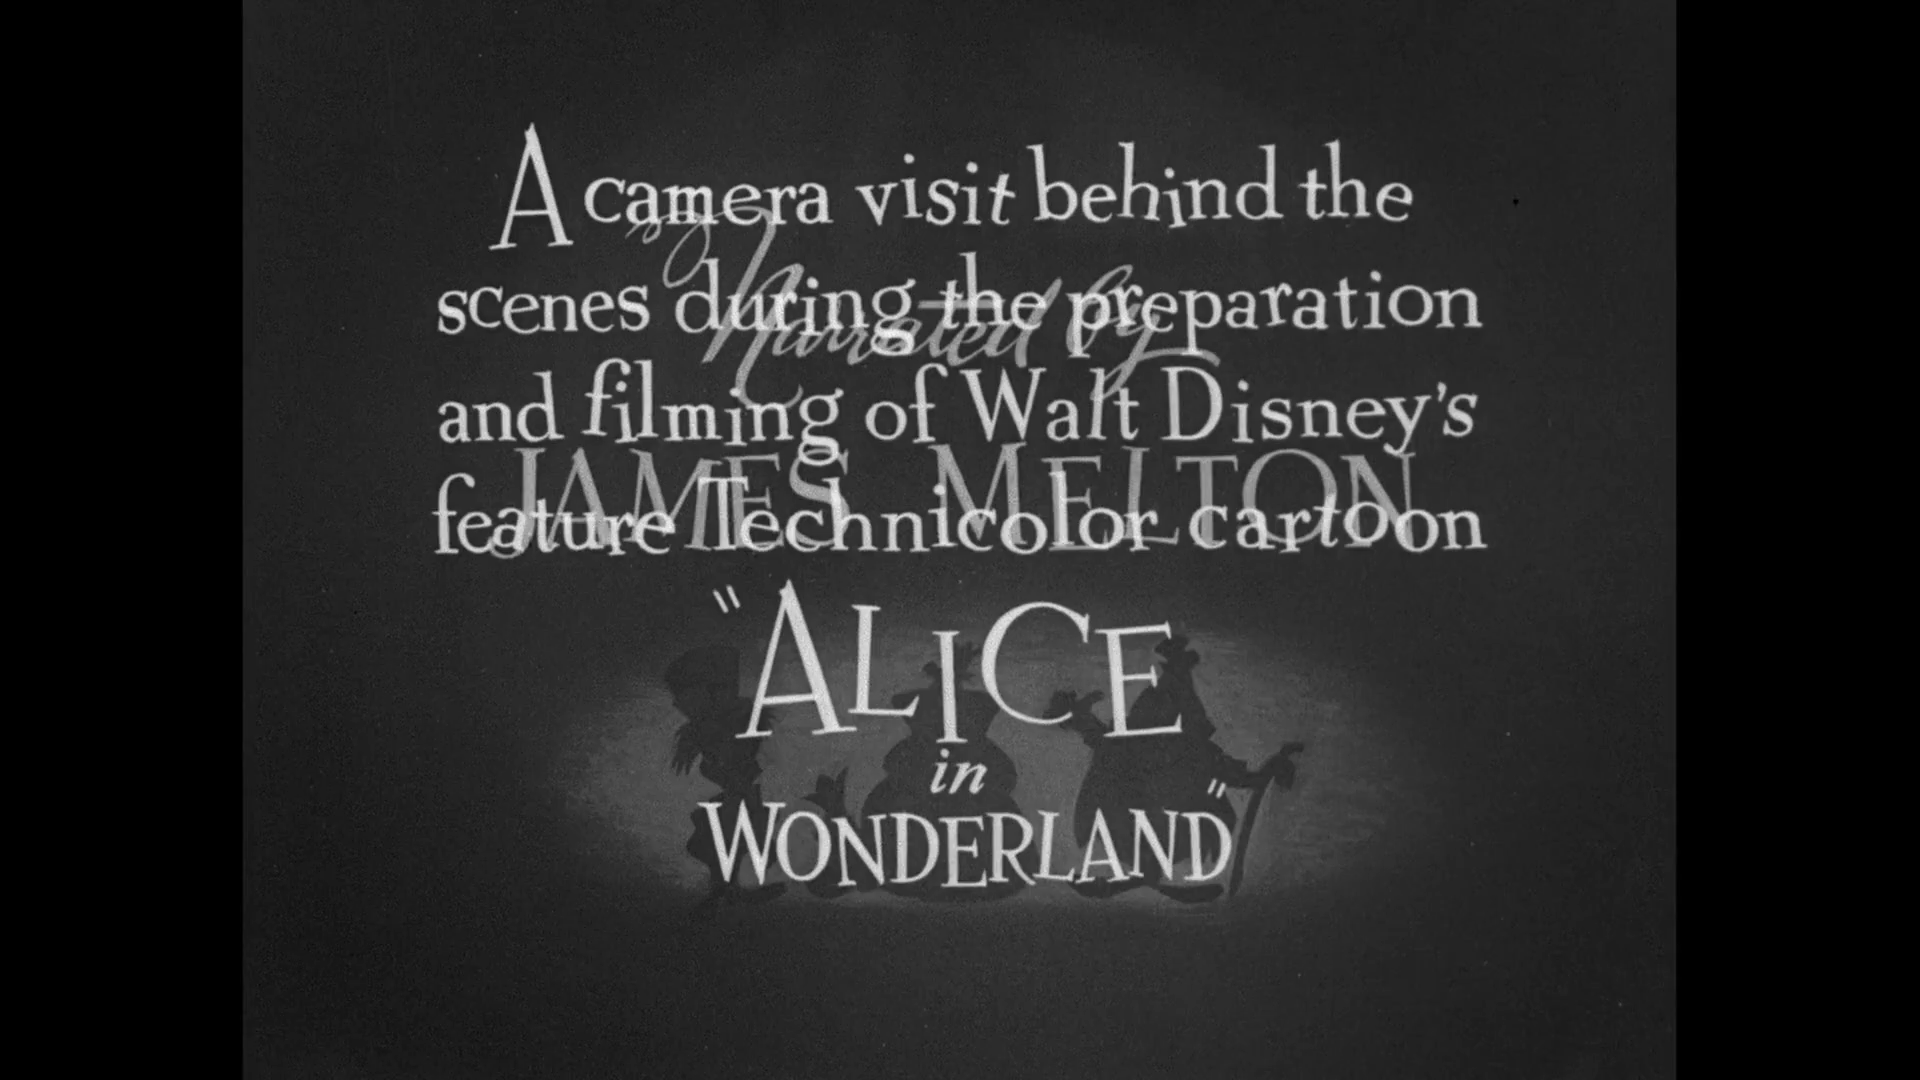 A camera visit behind the
scenes during the preparation
and filming of Walt Disney's
feature Technicolor cartoon
"ALICE
in
WONDERLAND"
Narrated by
JAMES MELTON